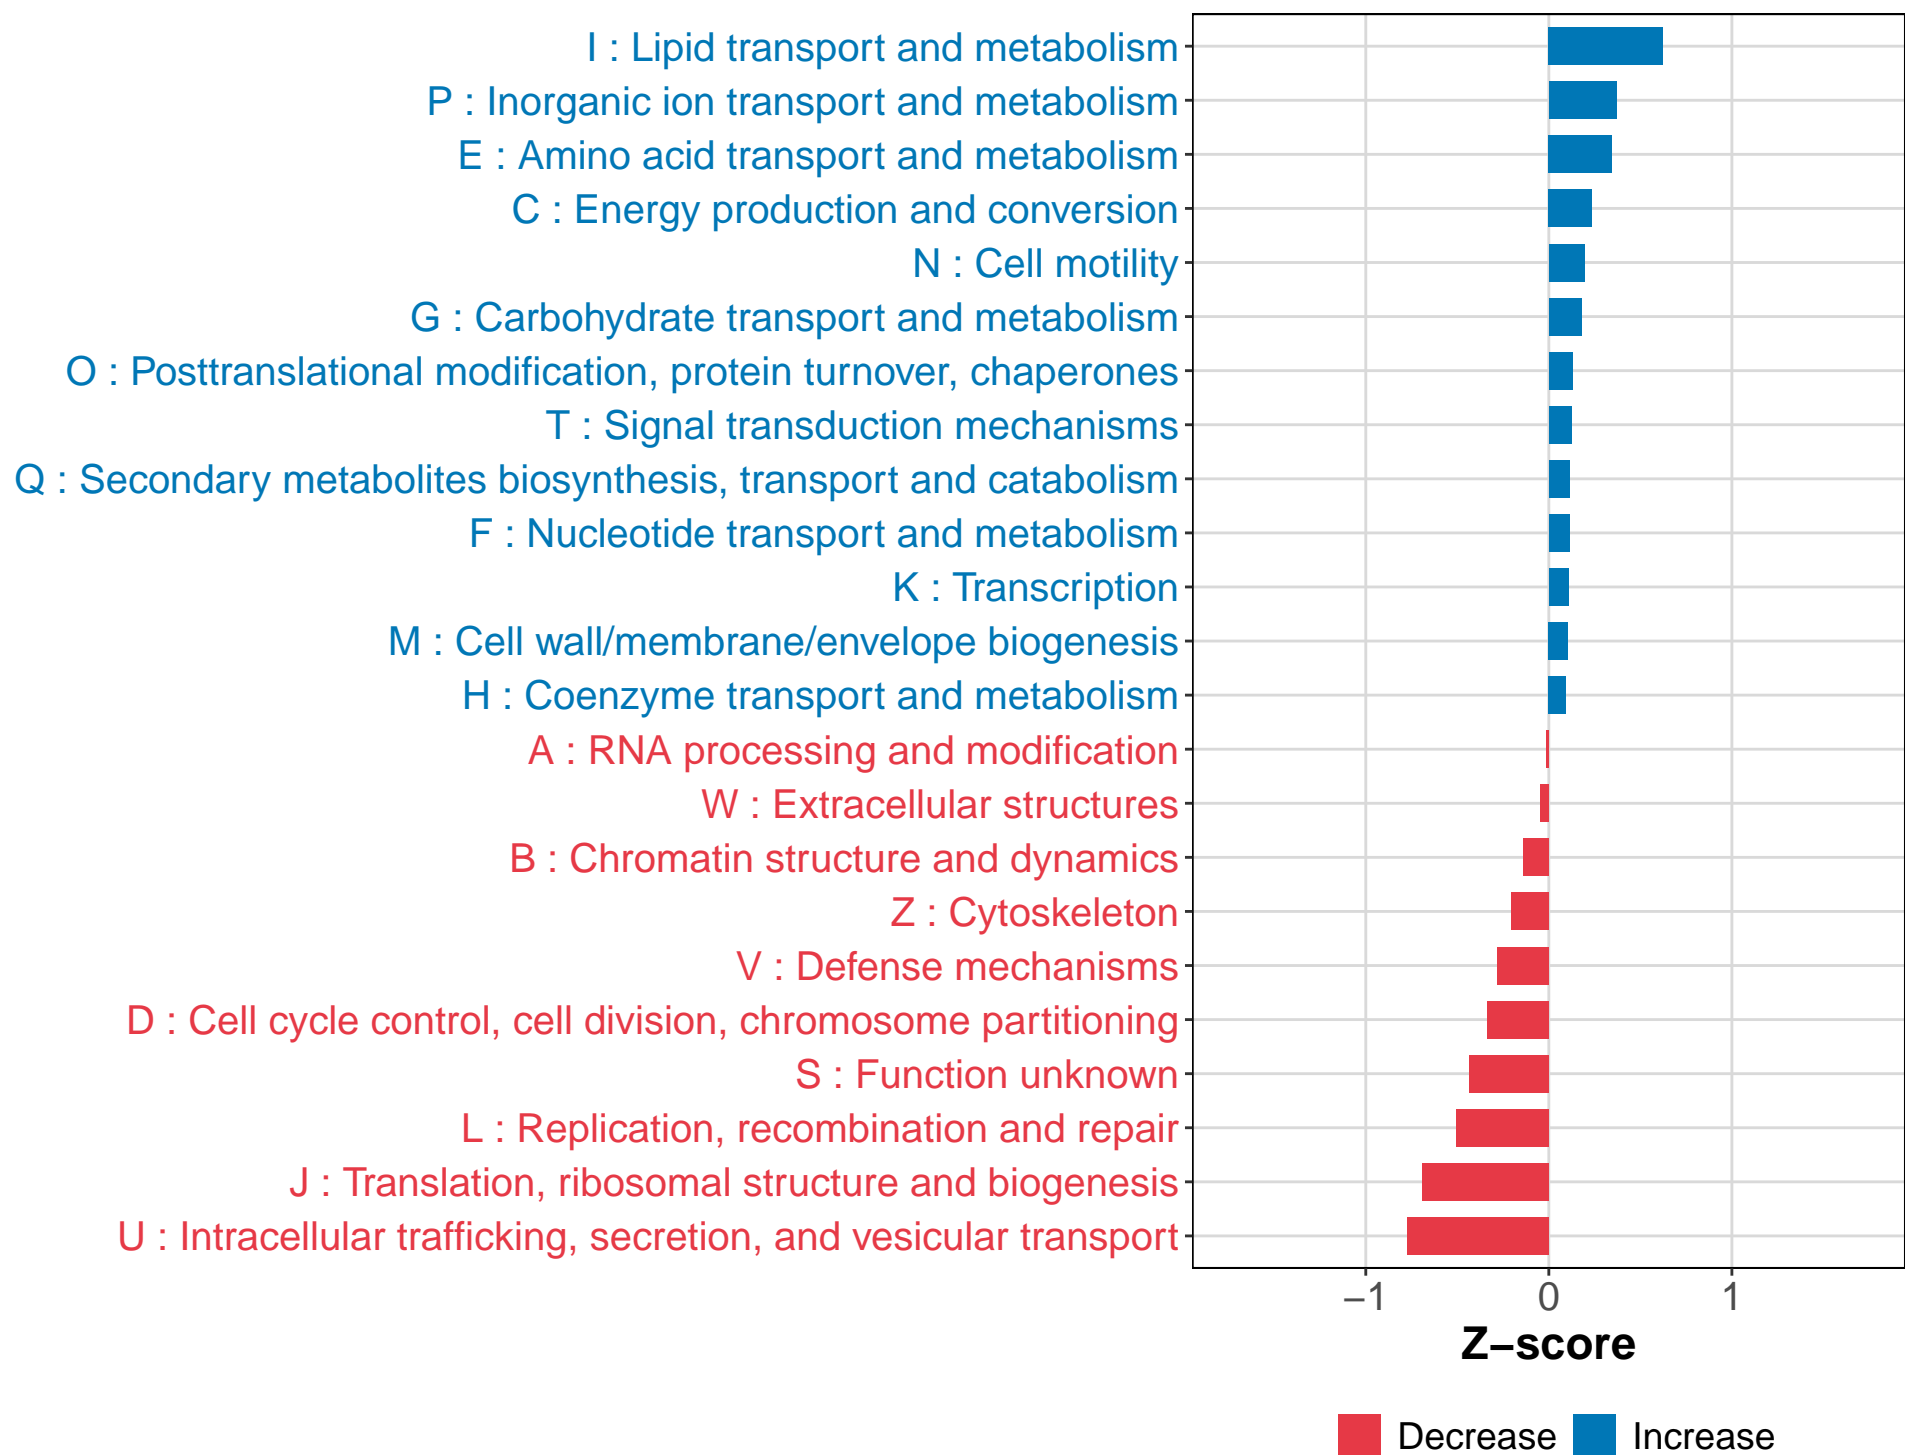 I : Lipid transport and metabolism
P : Inorganic ion transport and metabolism
E : Amino acid transport and metabolism
C : Energy production and conversion
N : Cell motility
G : Carbohydrate transport and metabolism
O : Posttranslational modification, protein turnover, chaperones
T : Signal transduction mechanisms
Q : Secondary metabolites biosynthesis, transport and catabolism
F : Nucleotide transport and metabolism
K : Transcription
M : Cell wall/membrane/envelope biogenesis
H : Coenzyme transport and metabolism
A : RNA processing and modification
W : Extracellular structures
B : Chromatin structure and dynamics
Z : Cytoskeleton
V : Defense mechanisms
D : Cell cycle control, cell division, chromosome partitioning
S : Function unknown
L : Replication, recombination and repair
J : Translation, ribosomal structure and biogenesis
U : Intracellular trafficking, secretion, and vesicular transport
−1 0 1
Z−score
Decrease Increase